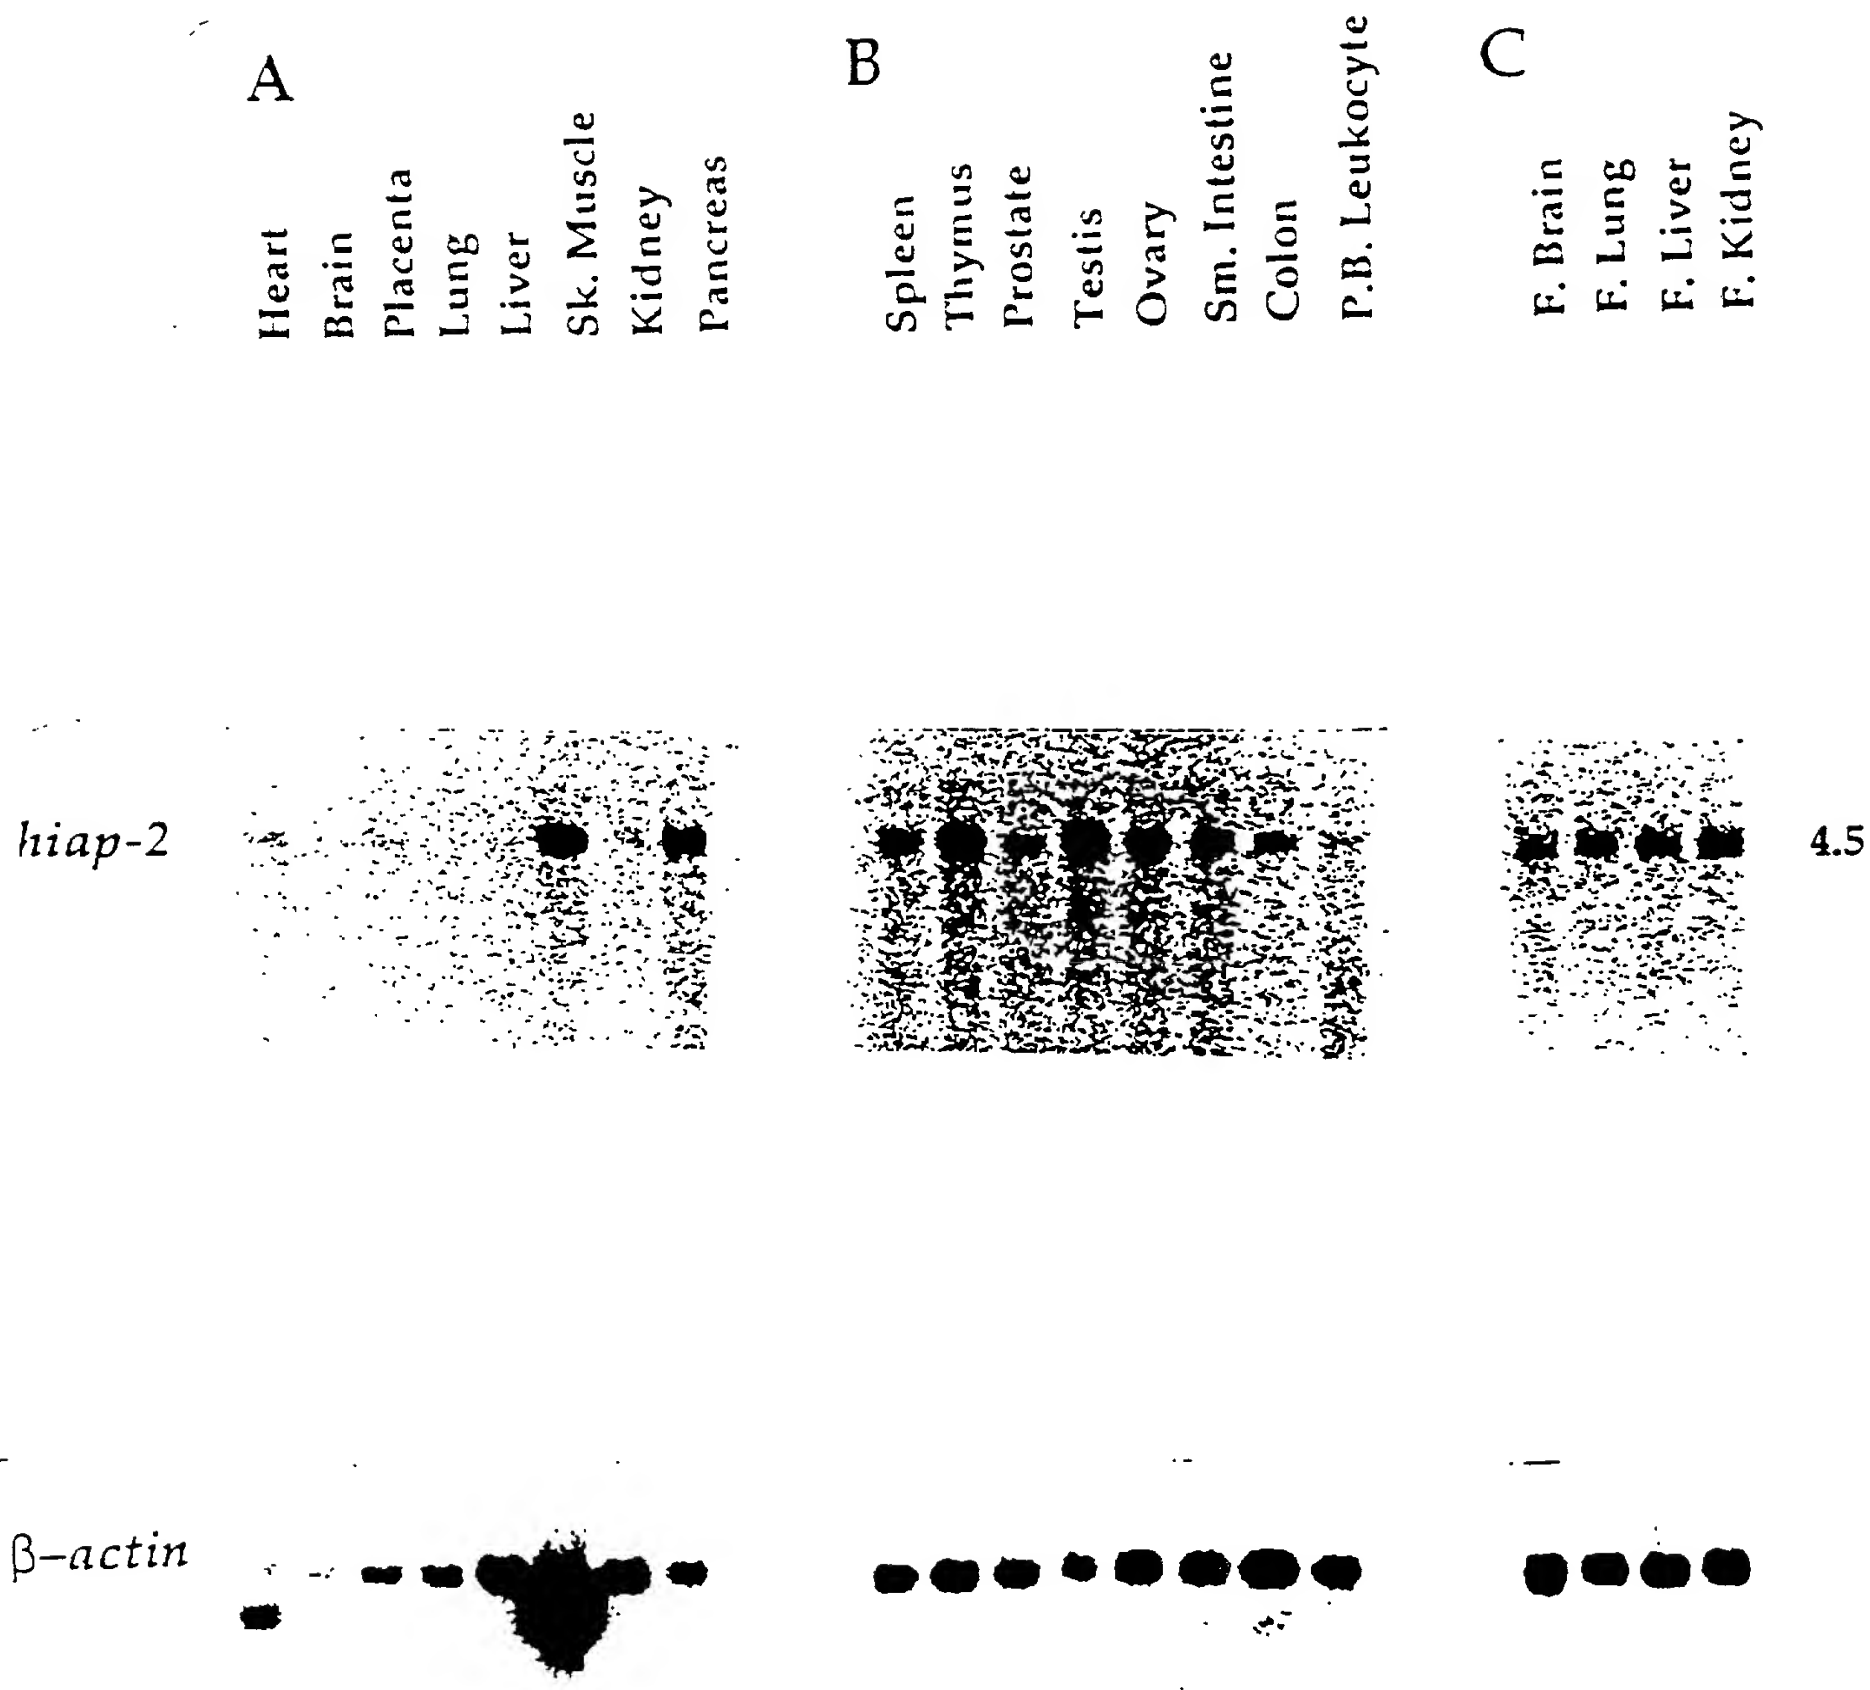 A
Heart
Brain
Placenta
Lung
Liver
Sk. Muscle
Kidney
Pancreas
B
Spleen
Thymus
Prostate
Testis
Ovary
Sm. Intestine
Colon
P.B. Leukocyte
C
F. Brain
F. Lung
F. Liver
F. Kidney
hiap-2
4.5
β-actin